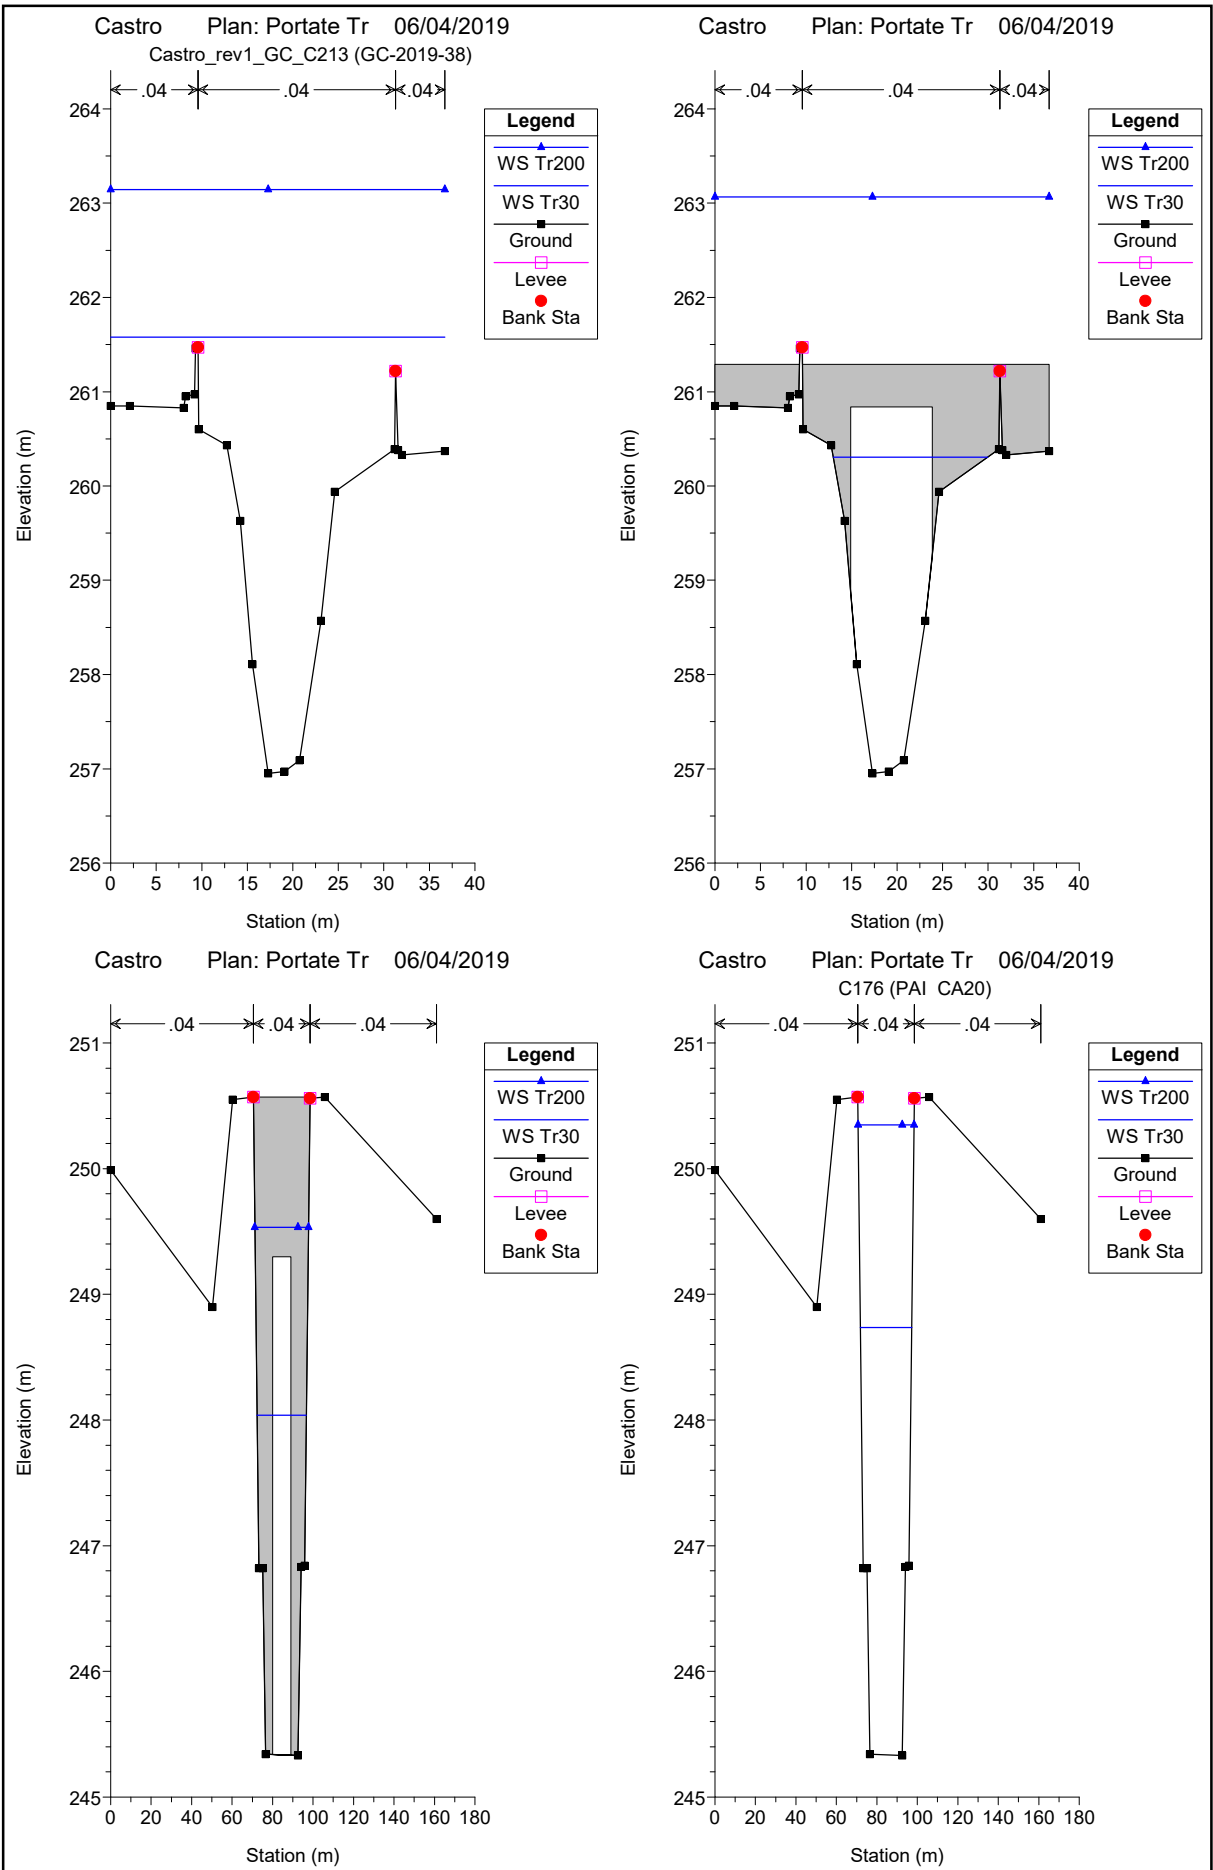 Castro Plan: Portate Tr 06/04/2019
Castro_rev1_GC_C213 (GC-2019-38)
.04 .04 .04
264
263
262
261
260
259
258
257
256
Elevation (m)
0 5 10 15 20 25 30 35 40
Station (m)
Legend
WS Tr200
WS Tr30
Ground
Levee
Bank Sta
Castro Plan: Portate Tr 06/04/2019
.04 .04 .04
264
263
262
261
260
259
258
257
256
Elevation (m)
0 5 10 15 20 25 30 35 40
Station (m)
Legend
WS Tr200
WS Tr30
Ground
Levee
Bank Sta
Castro Plan: Portate Tr 06/04/2019
.04 .04 .04
251
250
249
248
247
246
245
Elevation (m)
0 20 40 60 80 100 120 140 160 180
Station (m)
Legend
WS Tr200
WS Tr30
Ground
Levee
Bank Sta
Castro Plan: Portate Tr 06/04/2019
C176 (PAI CA20)
.04 .04 .04
251
250
249
248
247
246
245
Elevation (m)
0 20 40 60 80 100 120 140 160 180
Station (m)
Legend
WS Tr200
WS Tr30
Ground
Levee
Bank Sta